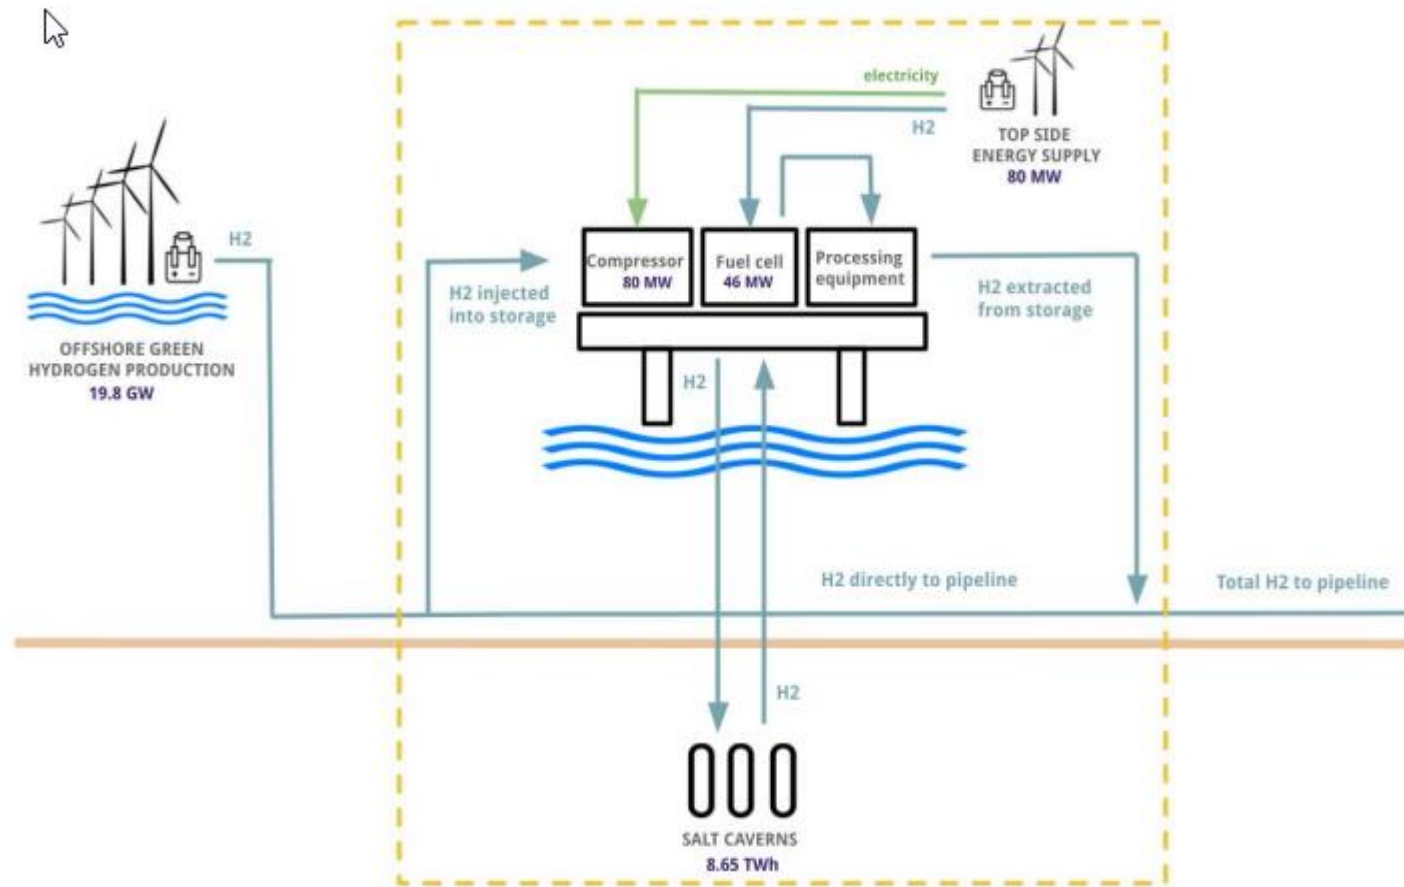 electricity
H2
TOP SIDE
ENERGY SUPPLY
80 MW
H2
OFFSHORE GREEN
HYDROGEN PRODUCTION
19.8 GW
H2 injected
into storage
Compressor
80 MW
Fuel cell
46 MW
Processing
equipment
H2 extracted
from storage
H2
H2 directly to pipeline
Total H2 to pipeline
H2
SALT CAVERNS
8.65 TWh